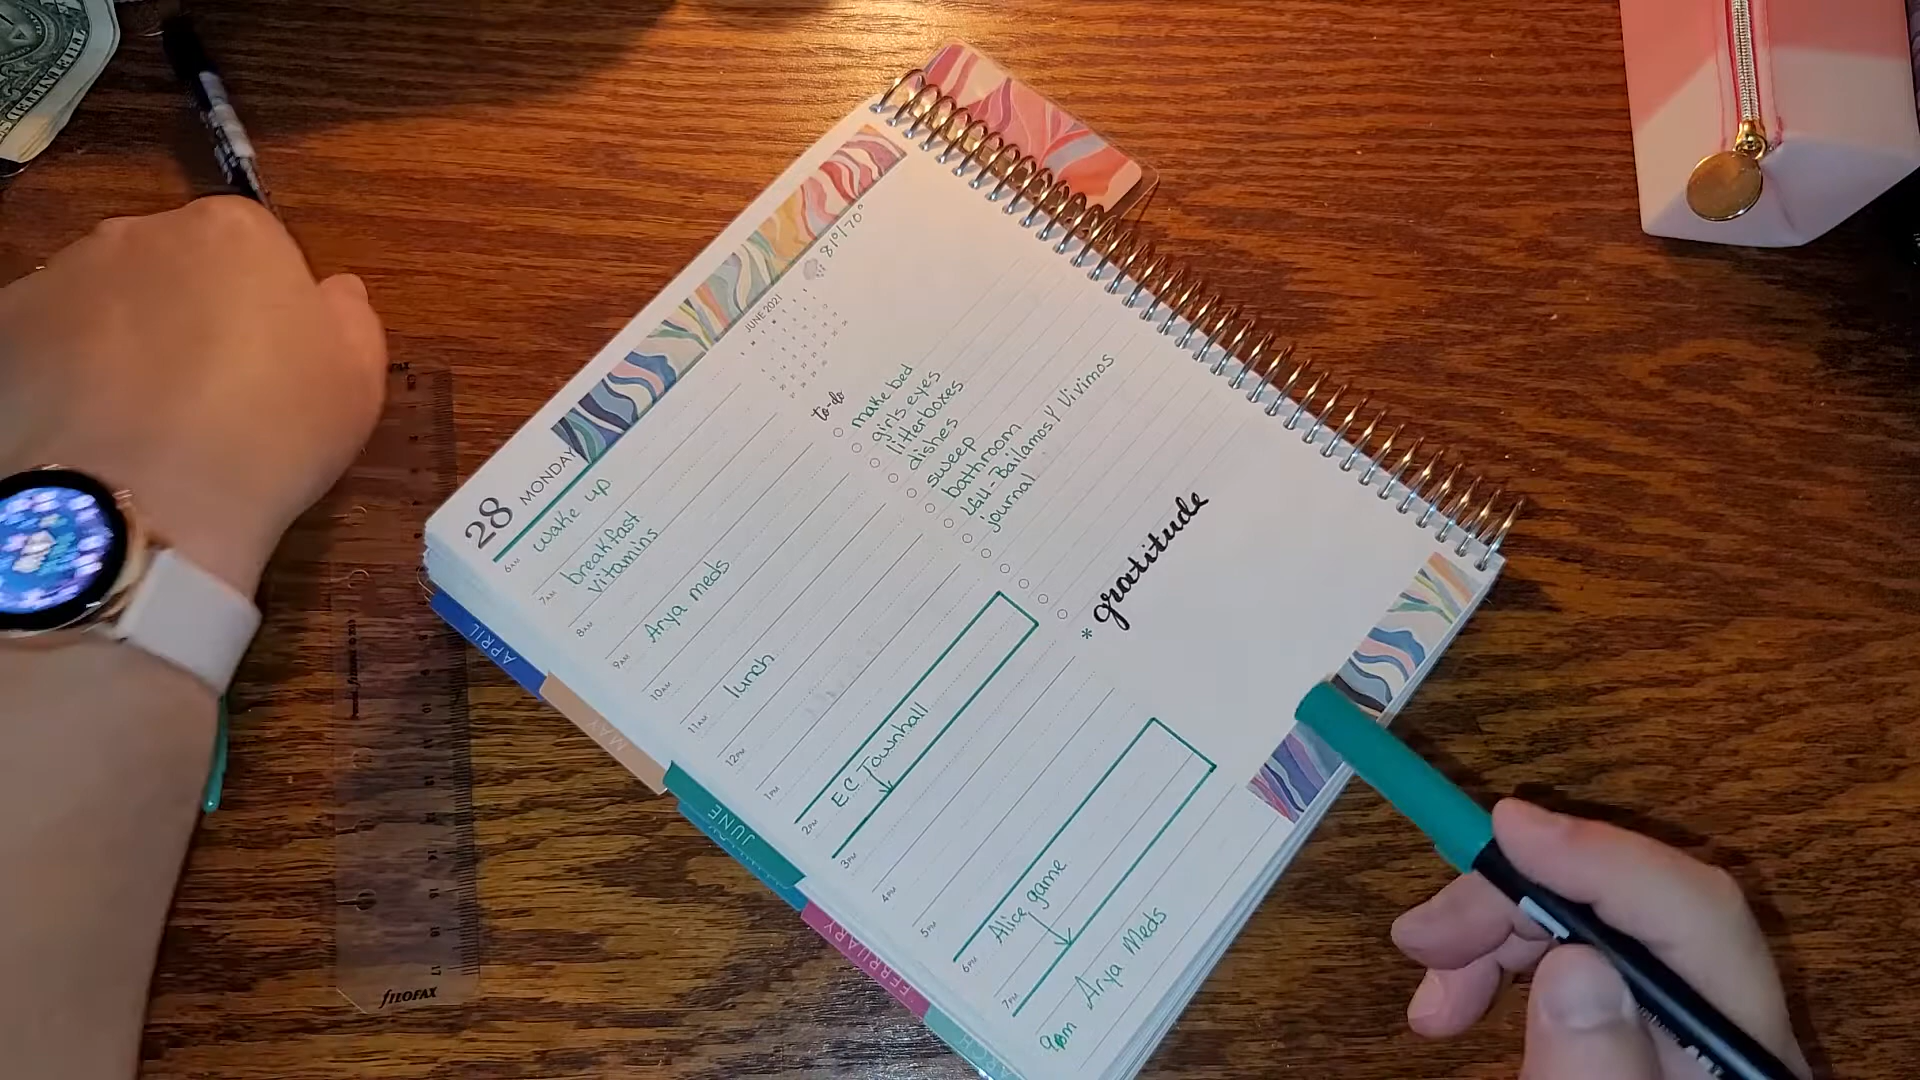 28 MONDAY
81°/70°
JUNE 2021
6AM wake up
7AM breakfast
vitamins
8AM
9AM Arya meds
10AM
11AM lunch
12PM
1PM
2PM E.C. Townhall
3PM
4PM
5PM
6PM Alice game
7PM
9pm Arya Meds
to-do
make bed
girls eyes
litterboxes
dishes
sweep
bathroom
LGU-Bailamos Y Vivimos
journal
* gratitude
APRIL
MAY
JUNE
FEBRUARY
fILOFAX